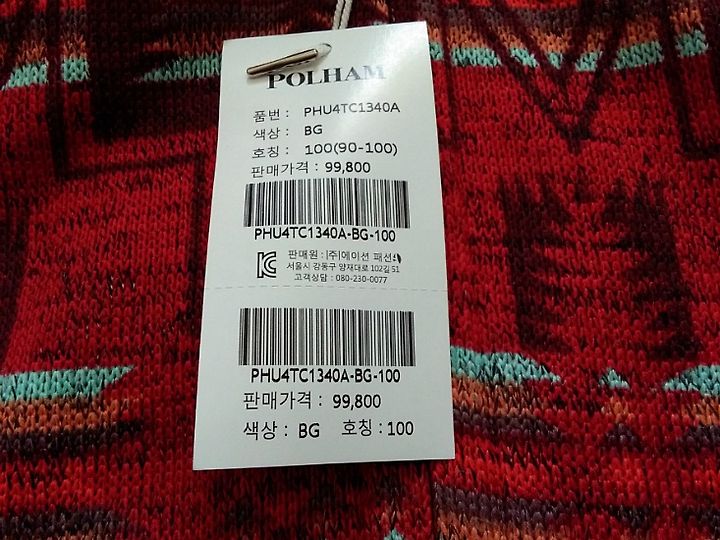 POLHAM
품번 : PHU4TC1340A
색상 : BG
호칭 : 100(90-100)
판매가격 : 99,800
PHU4TC1340A-BG-100
판매원 : (주)에이션 패션
서울시 강동구 양재대로 102길 51
고객상담 : 080-230-0077
PHU4TC1340A-BG-100
판매가격 : 99,800
색상 : BG 호칭 : 100